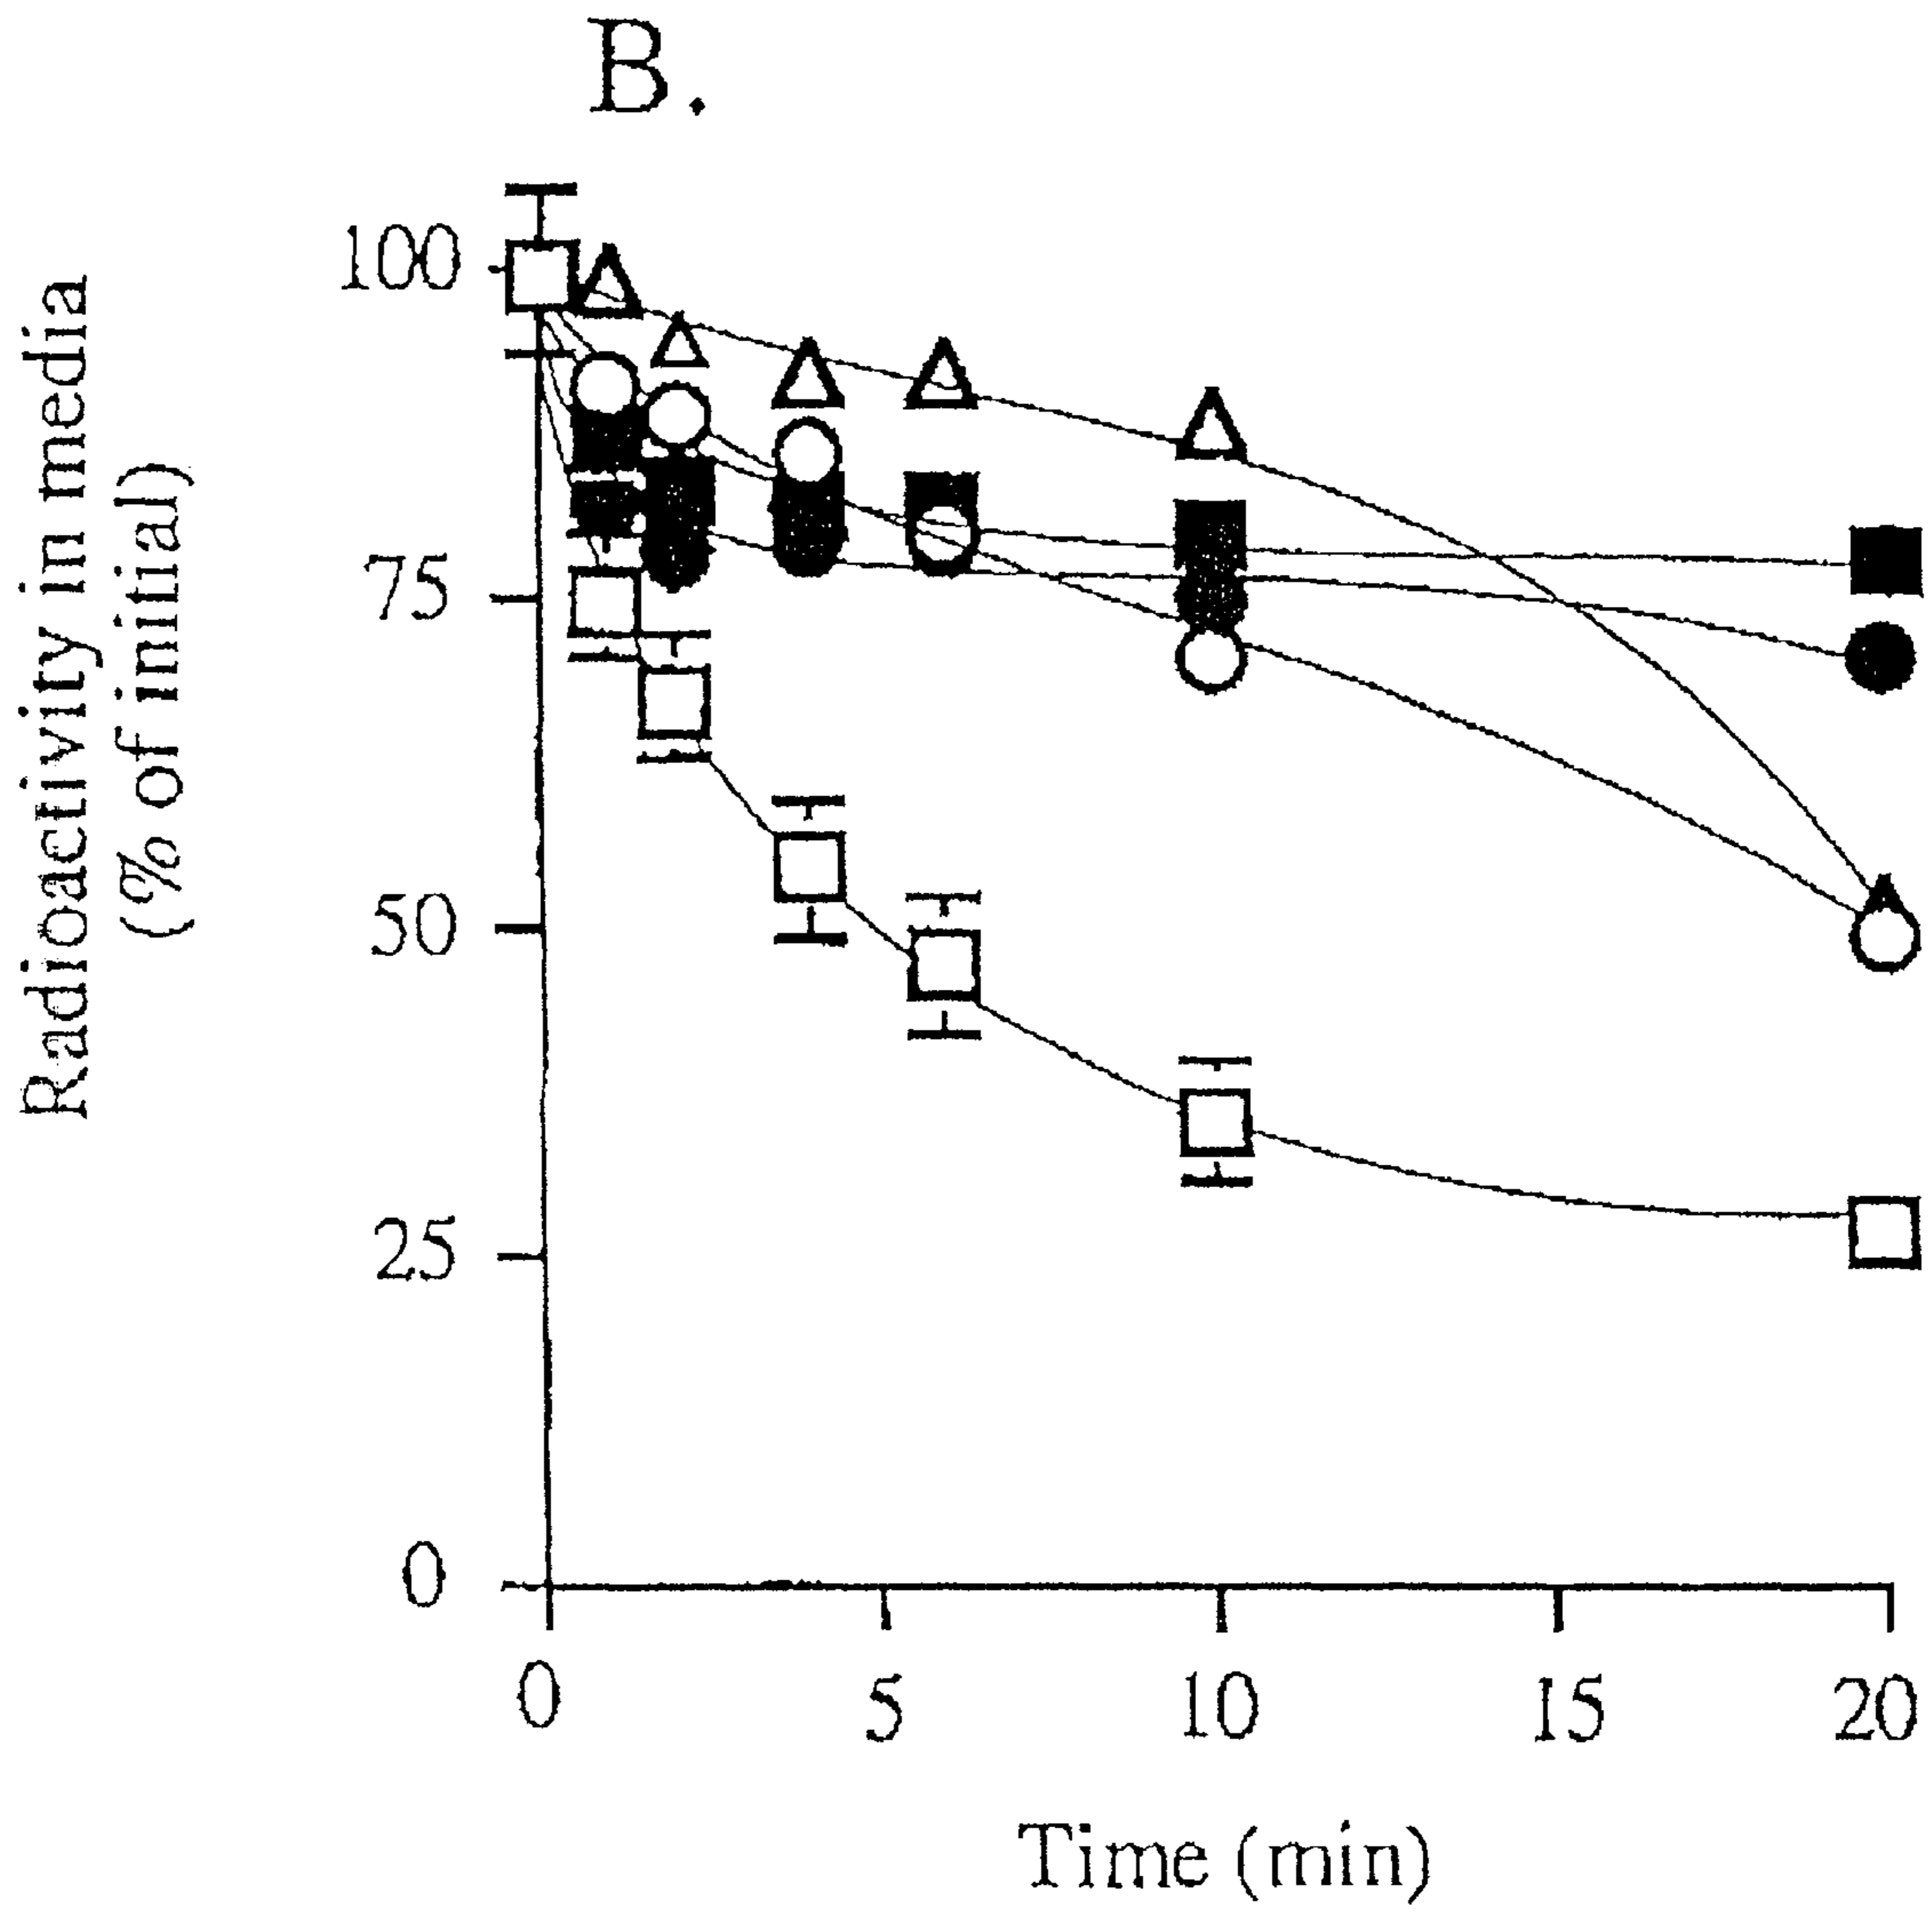 B.
Radioactivity in media
(% of initial)
100
75
50
25
0
0 5 10 15 20
Time (min)